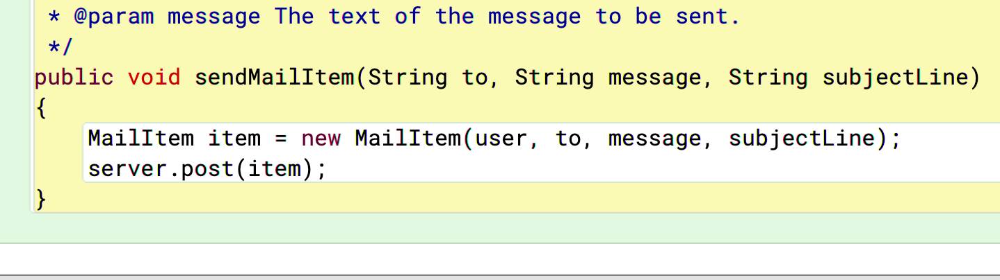 * @param message The text of the message to be sent.
*/
public void sendMailItem(String to, String message, String subjectLine)
{
MailItem item = new MailItem(user, to, message, subjectLine);
server.post(item);
}